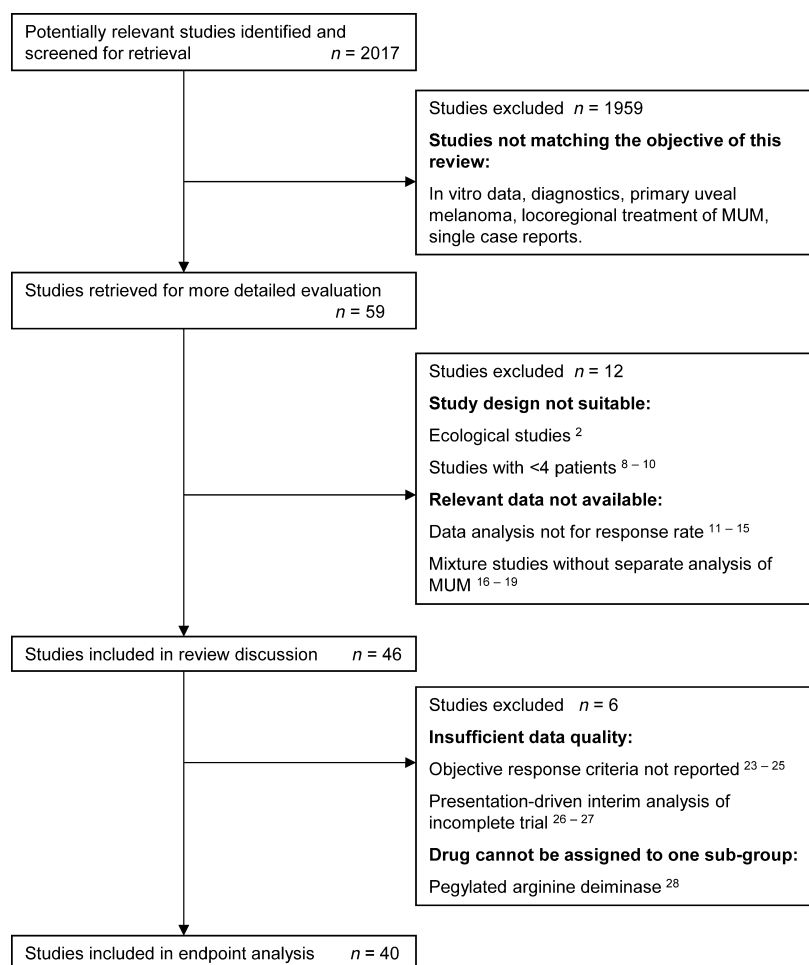 Potentially relevant studies identified and
screened for retrieval n = 2017
Studies excluded n = 1959
Studies not matching the objective of this
review:
In vitro data, diagnostics, primary uveal
melanoma, locoregional treatment of MUM,
single case reports.
Studies retrieved for more detailed evaluation
n = 59
Studies excluded n = 12
Study design not suitable:
Ecological studies 2
Studies with <4 patients 8 – 10
Relevant data not available:
Data analysis not for response rate 11 – 15
Mixture studies without separate analysis of
MUM 16 – 19
Studies included in review discussion n = 46
Studies excluded n = 6
Insufficient data quality:
Objective response criteria not reported 23 – 25
Presentation-driven interim analysis of
incomplete trial 26 – 27
Drug cannot be assigned to one sub-group:
Pegylated arginine deiminase 28
Studies included in endpoint analysis n = 40